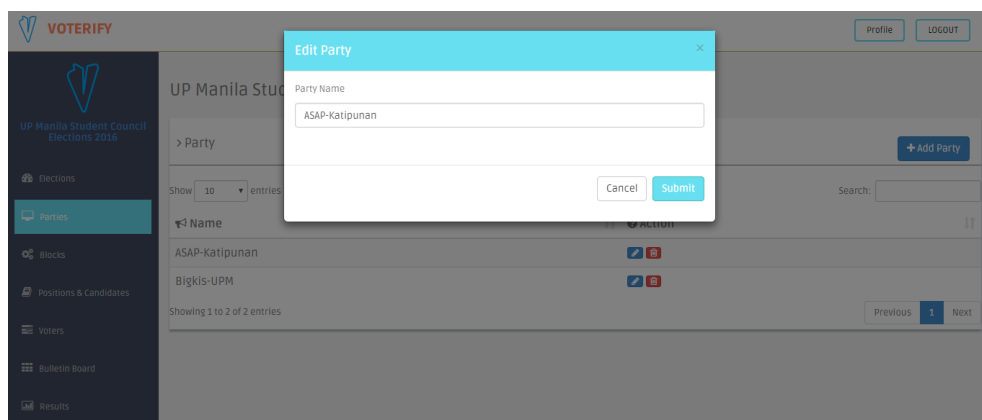 VOTERIFY
Profile
LOGOUT
Edit Party
×
UP Manila Stud
Party Name
ASAP-Katipunan
UP Manila Student Council
Elections 2016
> Party
+ Add Party
Cancel
Submit
Elections
Show 10 entries
Search:
Parties
Name
Action
Blocks
ASAP-Katipunan
Bigkis-UPM
Positions & Candidates
Showing 1 to 2 of 2 entries
Previous 1 Next
Voters
Bulletin Board
Results